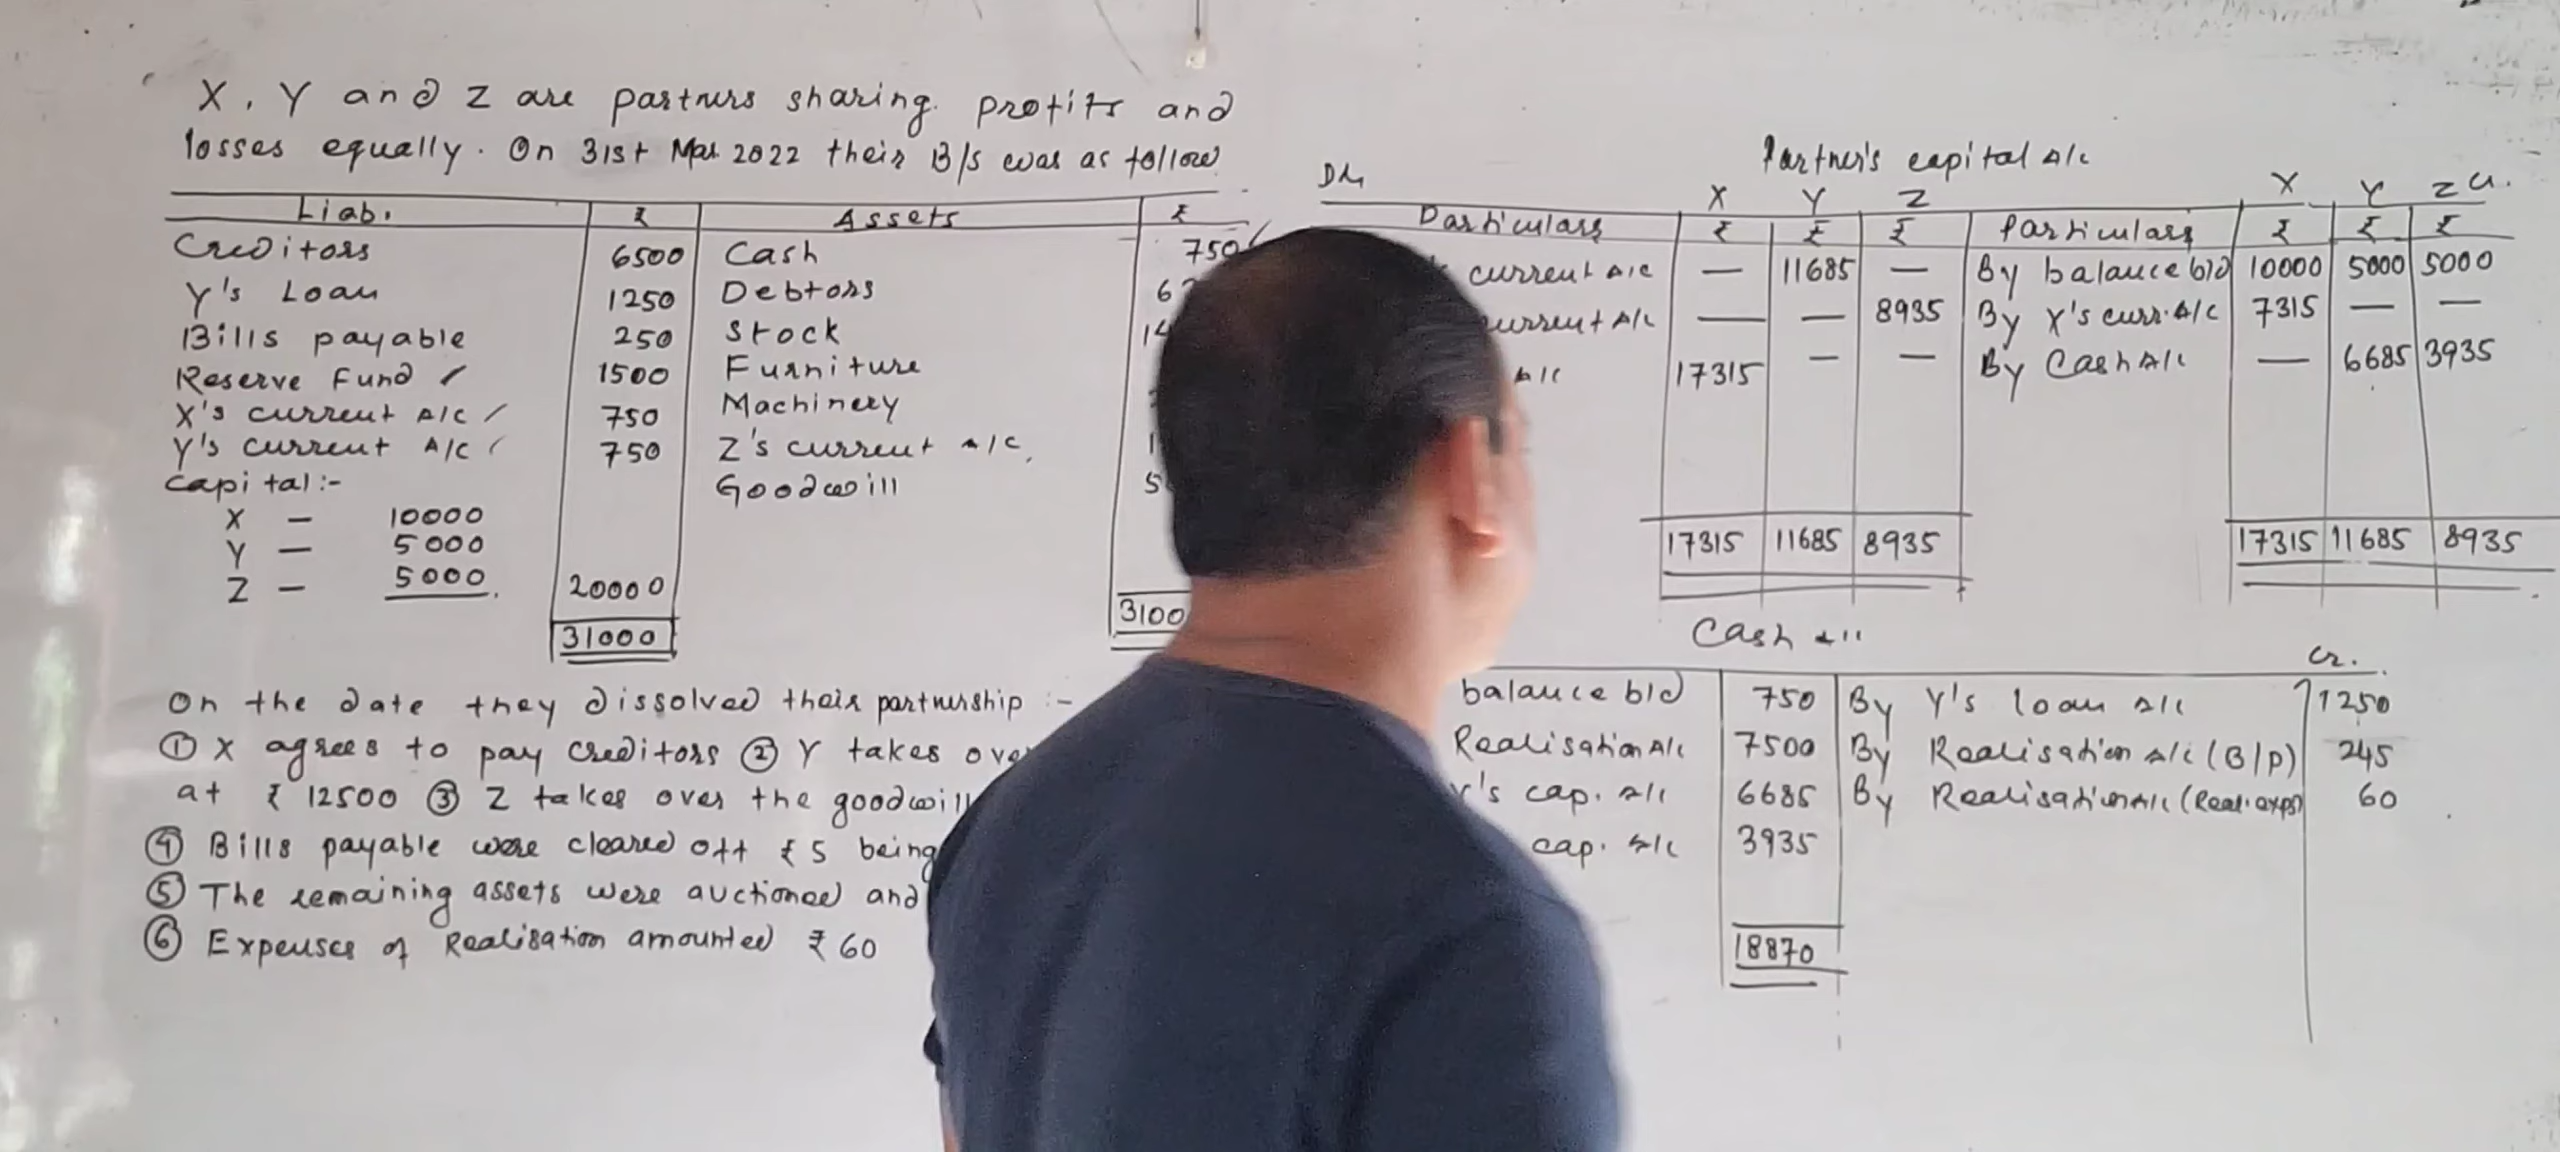 X, Y and Z are partners sharing profits and
losses equally. On 31st Mar 2022 their B/S was as follow
Liab. ₹ Assets ₹
Creditors 6500 Cash 750
Y's Loan 1250 Debtors 6
Bills payable 250 Stock 14
Reserve Fund 1500 Furniture
X's current A/c 750 Machinery
Y's current A/c 750 Z's current A/c
Capital:- Goodwill 5
X — 10000
Y — 5000
Z — 5000 20000
31000 3100
On the date they dissolved their partnership :-
① X agrees to pay creditors ② Y takes over
at ₹ 12500 ③ Z takes over the goodwill
④ Bills payable were cleared off ₹5 being
⑤ The remaining assets were auctioned and
⑥ Expenses of Realisation amounted ₹ 60
Partner's capital A/c
Dr Cr.
X Y Z X Y Z
Particulars ₹ ₹ ₹ Particulars ₹ ₹ ₹
current A/c — 11685 — By balance b/d 10000 5000 5000
current A/c — — 8935 By X's curr. A/c 7315 — —
A/c 17315 — — By Cash A/c — 6685 3935
17315 11685 8935 17315 11685 8935
Cash A/c
Cr.
balance b/d 750 By Y's loan A/c 1250
Realisation A/c 7500 By Realisation A/c (B/P) 245
Y's cap. A/c 6685 By Realisation A/c (Real. exps) 60
cap. A/c 3935
18870